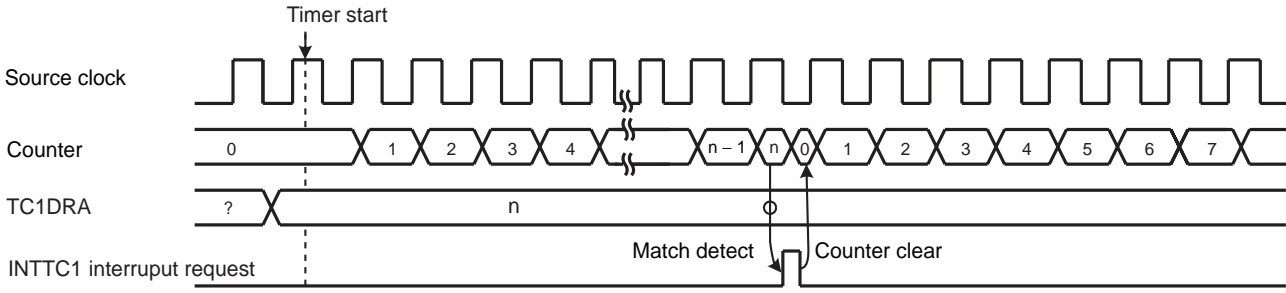 Timer start
Source clock
Counter
0 1 2 3 4 n – 1 n 0 1 2 3 4 5 6 7
TC1DRA
? n
Match detect Counter clear
INTTC1 interruput request